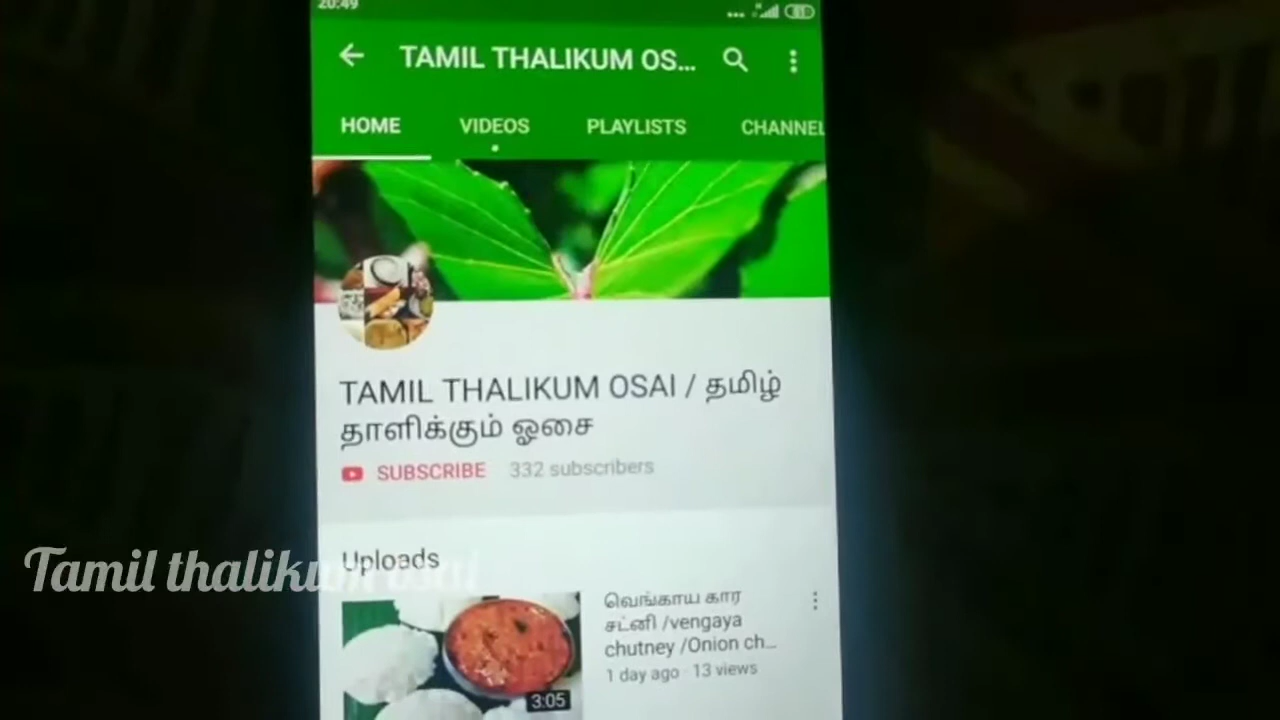 20:49
TAMIL THALIKUM OS...
HOME VIDEOS PLAYLISTS CHANNEL
TAMIL THALIKUM OSAI / தமிழ்
தாளிக்கும் ஓசை
SUBSCRIBE 332 subscribers
Uploads
Tamil thalikum osai
வெங்காய கார
சட்னி /vengaya
chutney /Onion ch...
1 day ago · 13 views
3:05